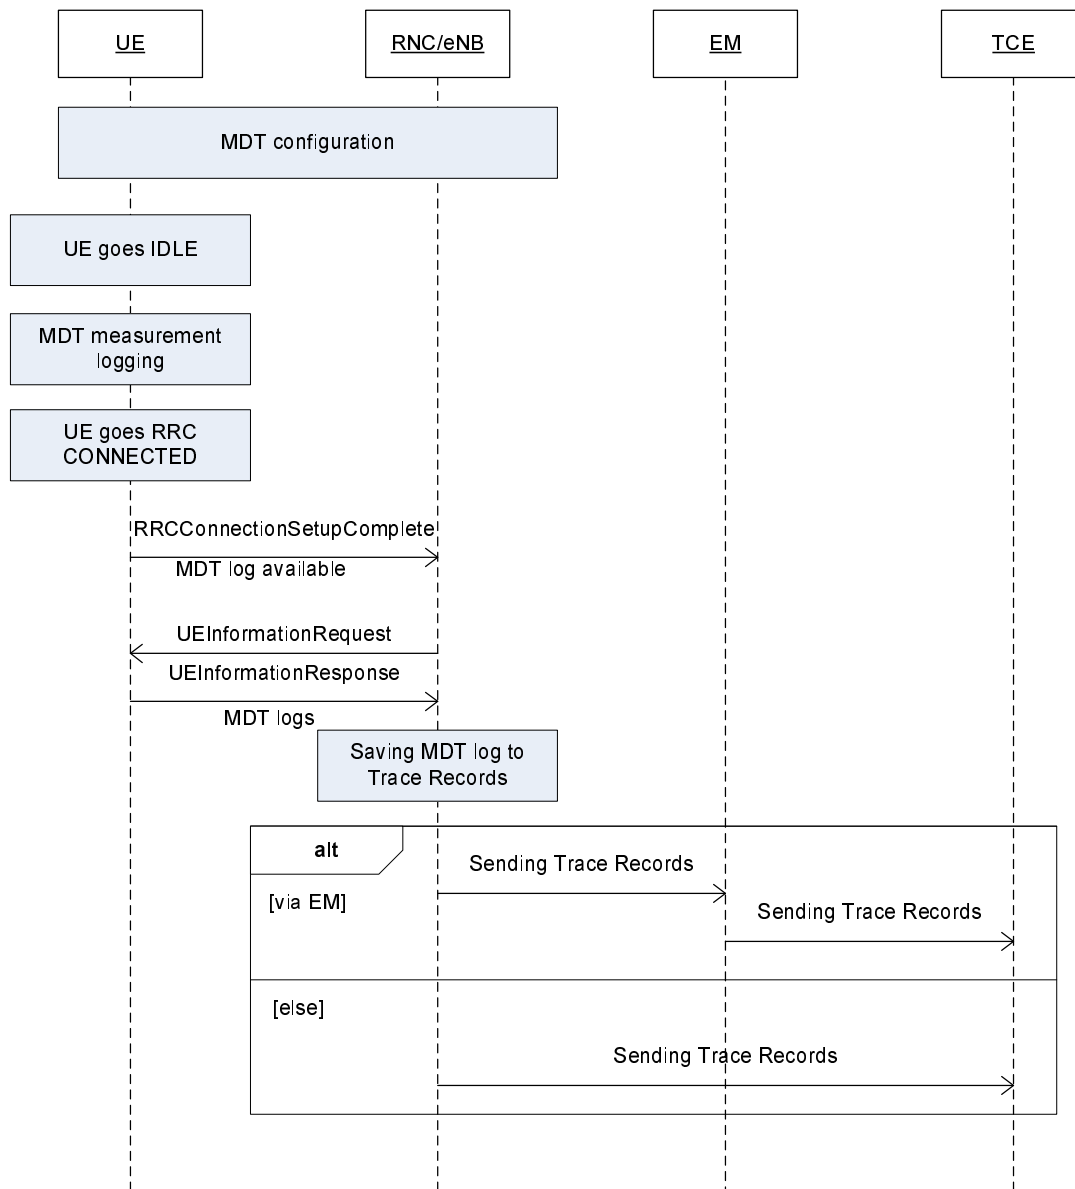 UE
RNC/eNB
EM
TCE
MDT configuration
UE goes IDLE
MDT measurement
logging
UE goes RRC
CONNECTED
RRCConnectionSetupComplete
MDT log available
UEInformationRequest
UEInformationResponse
MDT logs
Saving MDT log to
Trace Records
alt
Sending Trace Records
[via EM]
Sending Trace Records
[else]
Sending Trace Records